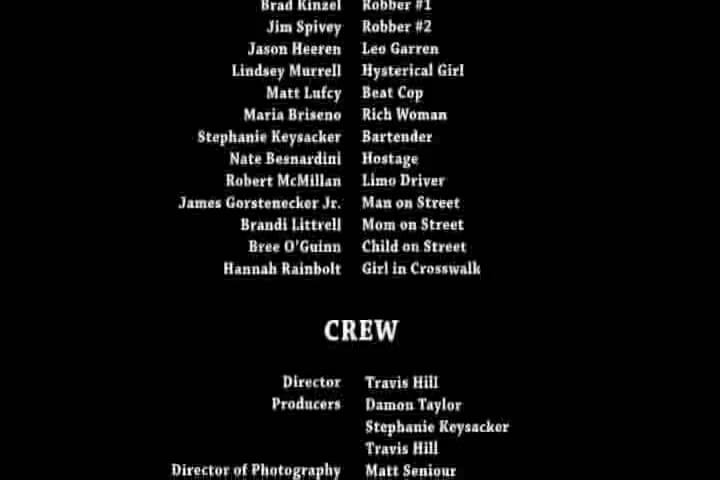 Brad Kinzel Robber #1
Jim Spivey Robber #2
Jason Heeren Leo Garren
Lindsey Murrell Hysterical Girl
Matt Lufcy Beat Cop
Maria Briseno Rich Woman
Stephanie Keysacker Bartender
Nate Besnardini Hostage
Robert McMillan Limo Driver
James Gorstenecker Jr. Man on Street
Brandi Littrell Mom on Street
Bree O'Guinn Child on Street
Hannah Rainbolt Girl in Crosswalk
CREW
Director Travis Hill
Producers Damon Taylor
Stephanie Keysacker
Travis Hill
Director of Photography Matt Seniour